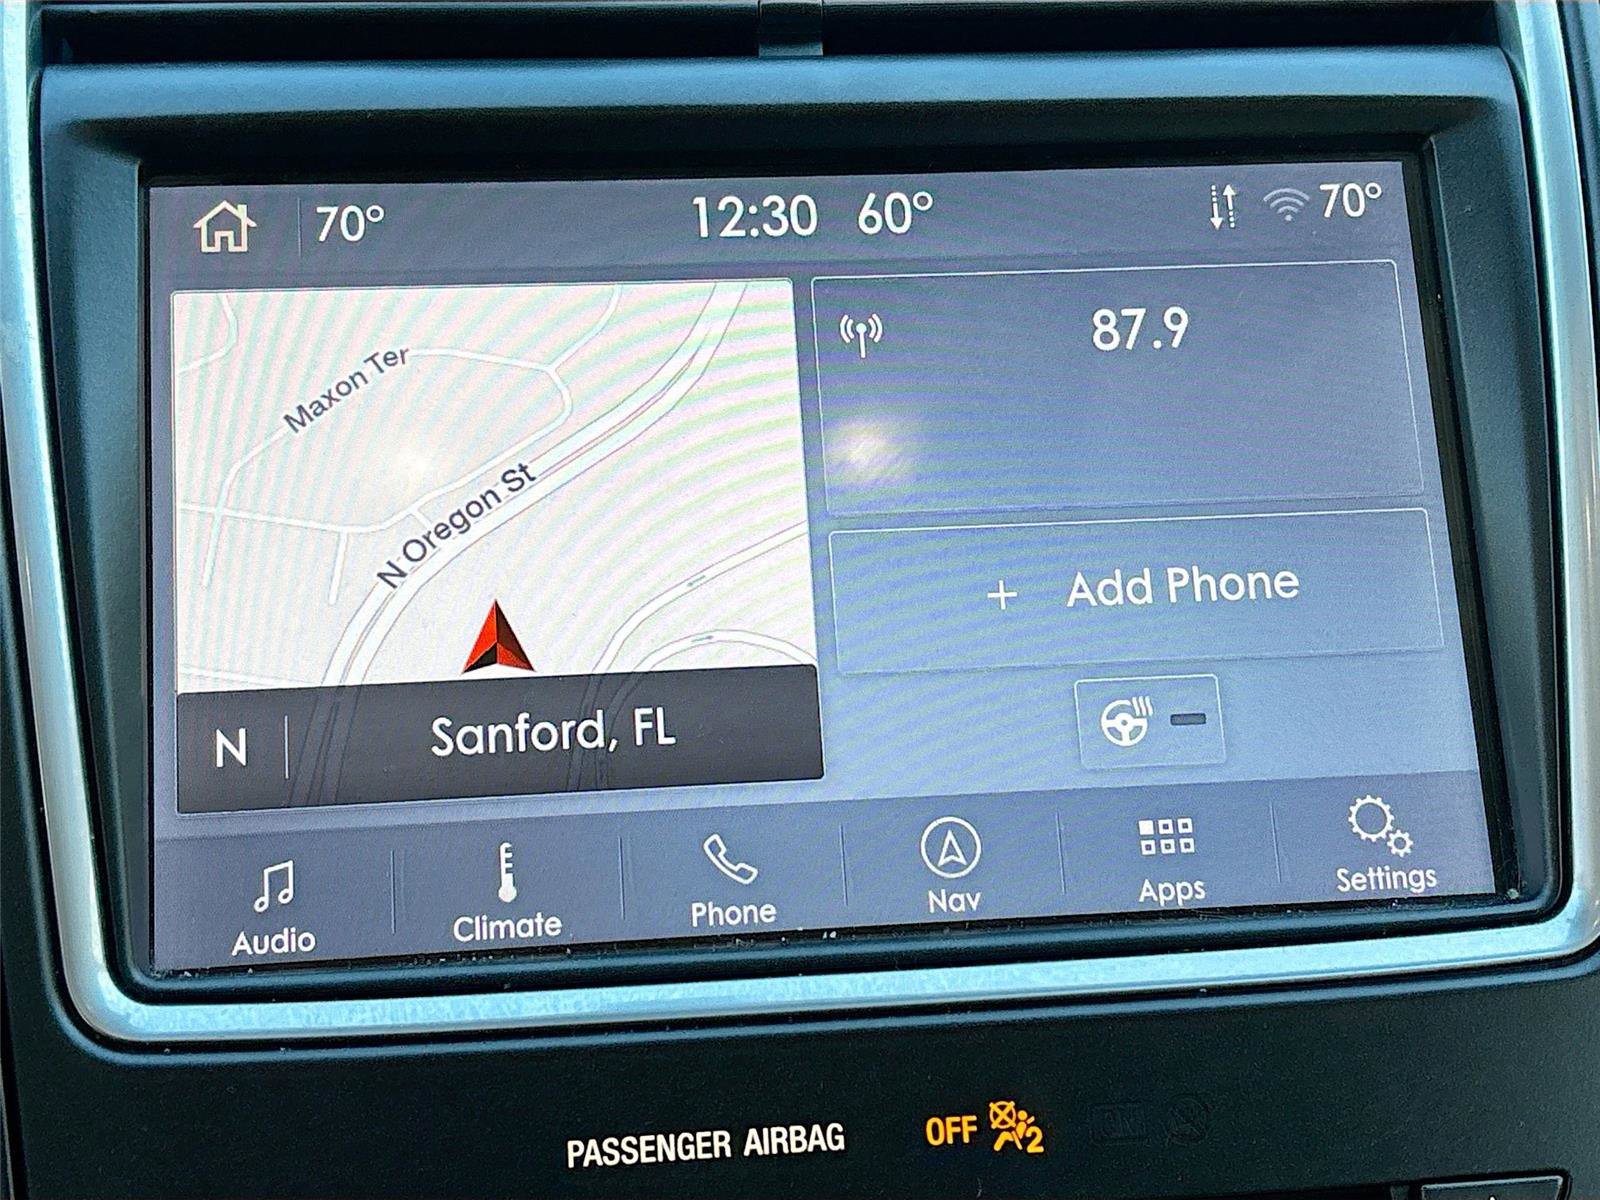 70° 12:30 60° 70°
Maxon Ter
N Oregon St
N Sanford, FL
87.9
+ Add Phone
Audio Climate Phone Nav Apps Settings
PASSENGER AIRBAG OFF 2